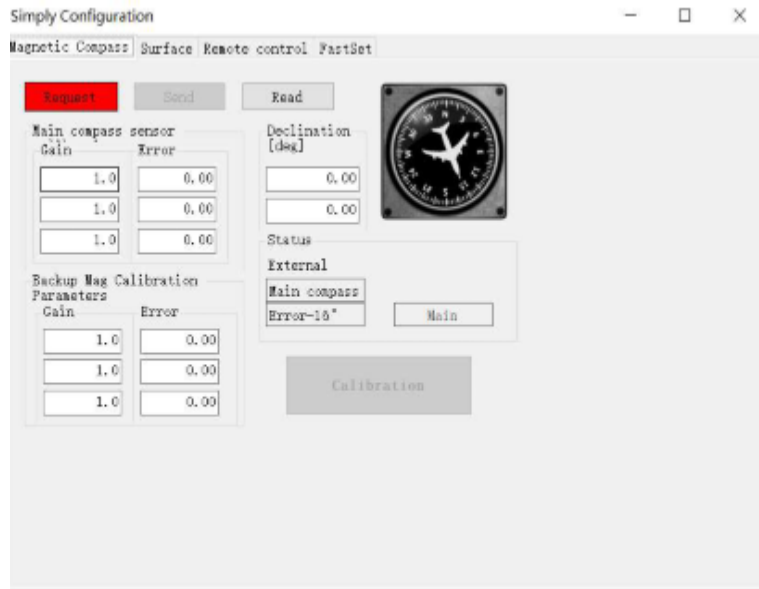 Simply Configuration
Magnetic Compass Surface Remote control FastSet
Request Send Read
Main compass sensor
Gain Error
1.0 0.00
1.0 0.00
1.0 0.00
Declination
[deg]
0.00
0.00
Status
External
Main compass
Error-16°
Main
Backup Mag Calibration
Parameters
Gain Error
1.0 0.00
1.0 0.00
1.0 0.00
Calibration